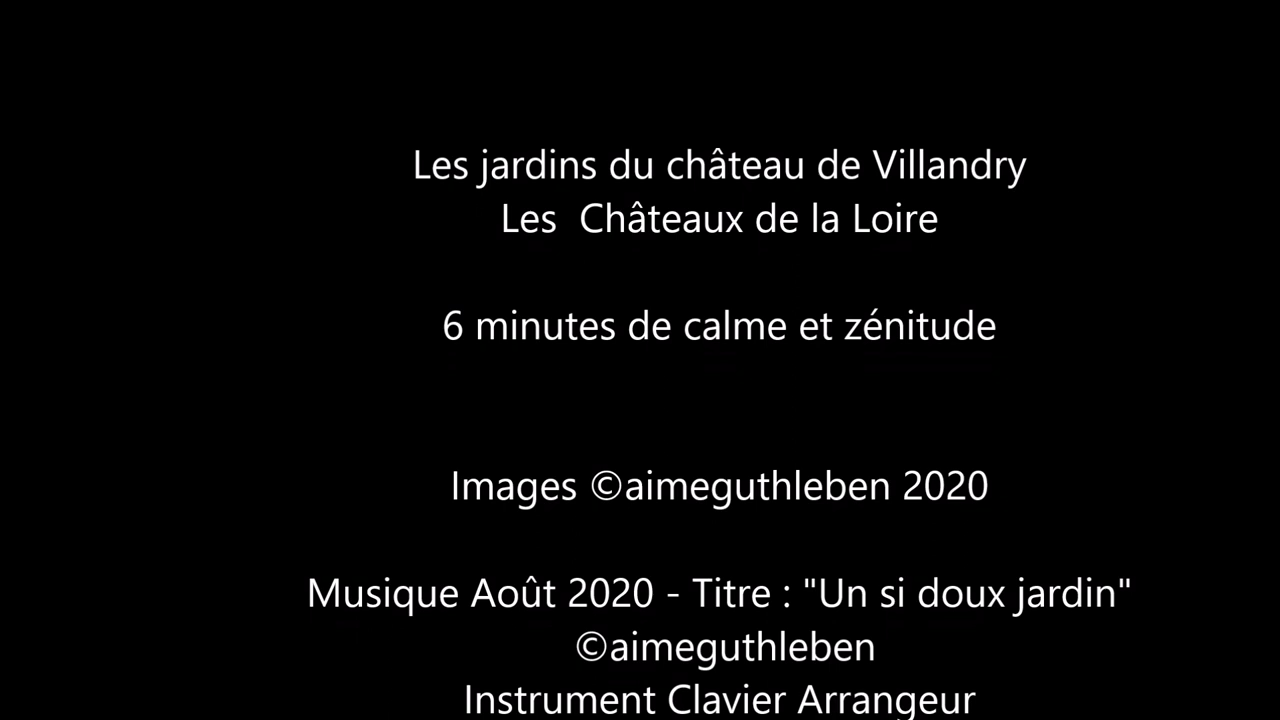 Les jardins du château de Villandry
Les  Châteaux de la Loire
6 minutes de calme et zénitude
Images ©aimeguthleben 2020
Musique Août 2020 - Titre : "Un si doux jardin"
©aimeguthleben
Instrument Clavier Arrangeur